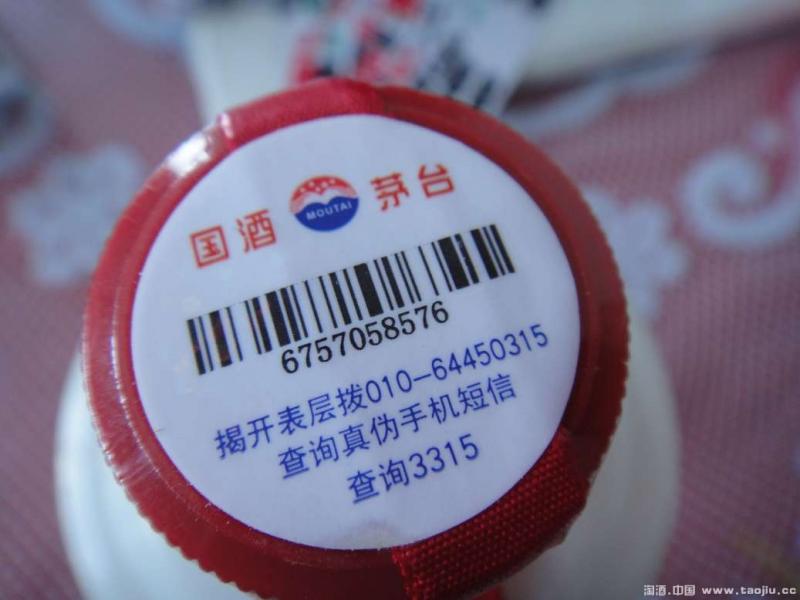 国酒 MOUTAI 茅台
6757058576
揭开表层拨010-64450315
查询真伪手机短信
查询3315
淘酒.中国 www.taojiu.cc